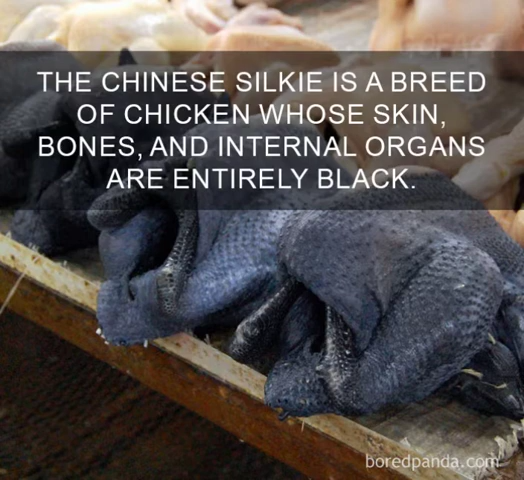 THE CHINESE SILKIE IS A BREED
OF CHICKEN WHOSE SKIN,
BONES, AND INTERNAL ORGANS
ARE ENTIRELY BLACK.
boredpanda.com